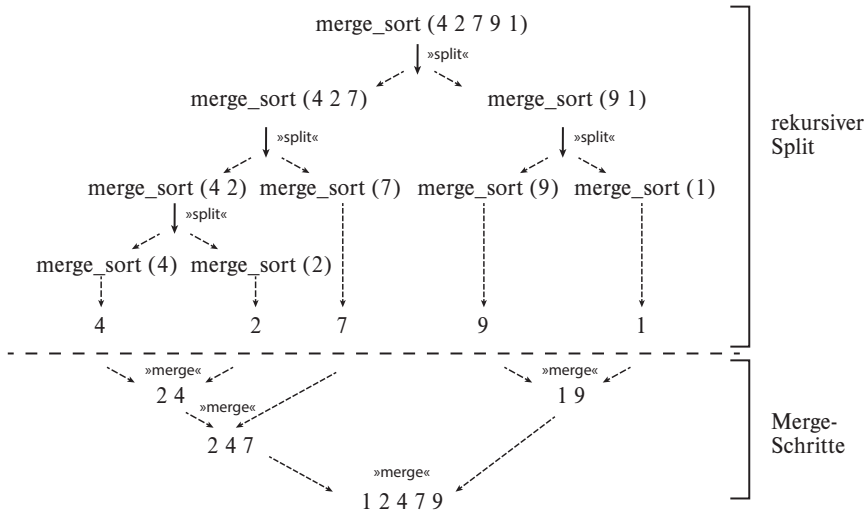 merge_sort (4 2 7 9 1)
»split«
merge_sort (4 2 7) merge_sort (9 1)
»split« »split«
rekursiver
Split
merge_sort (4 2) merge_sort (7) merge_sort (9) merge_sort (1)
»split«
merge_sort (4) merge_sort (2)
4 2 7 9 1
»merge« »merge«
2 4 1 9
»merge«
2 4 7
Merge-
Schritte
»merge«
1 2 4 7 9